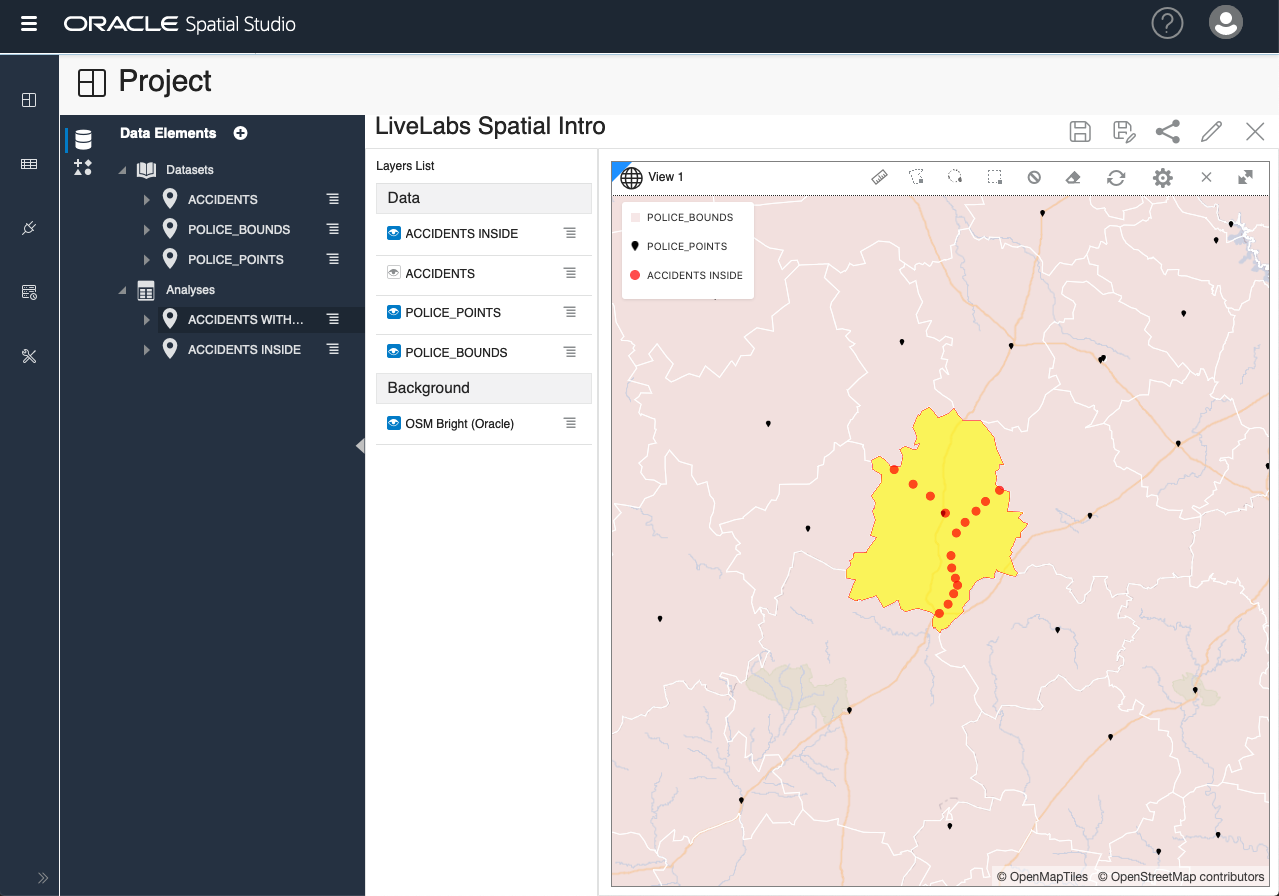 ORACLE Spatial Studio
?
Project
Data Elements
Datasets
ACCIDENTS
POLICE_BOUNDS
POLICE_POINTS
Analyses
ACCIDENTS WITH...
ACCIDENTS INSIDE
LiveLabs Spatial Intro
Layers List
Data
ACCIDENTS INSIDE
ACCIDENTS
POLICE_POINTS
POLICE_BOUNDS
Background
OSM Bright (Oracle)
View 1
POLICE_BOUNDS
POLICE_POINTS
ACCIDENTS INSIDE
© OpenMapTiles © OpenStreetMap contributors